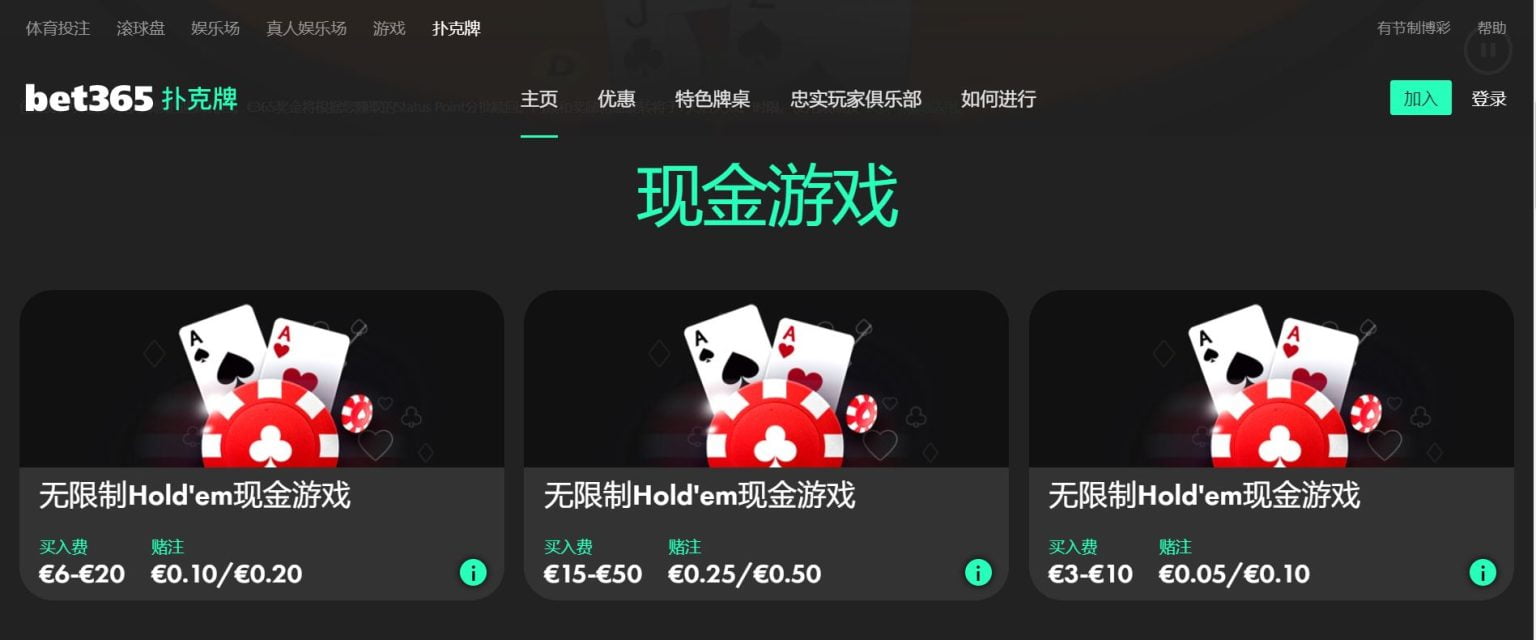 体育投注 滚球盘 娱乐场 真人娱乐场 游戏 扑克牌 有节制博彩 帮助
bet365 扑克牌 主页 优惠 特色牌桌 忠实玩家俱乐部 如何进行 加入 登录
现金游戏
A A A A A A
无限制Hold'em现金游戏 无限制Hold'em现金游戏 无限制Hold'em现金游戏
买入费 赌注 买入费 赌注 买入费 赌注
€6-€20 €0.10/€0.20 €15-€50 €0.25/€0.50 €3-€10 €0.05/€0.10